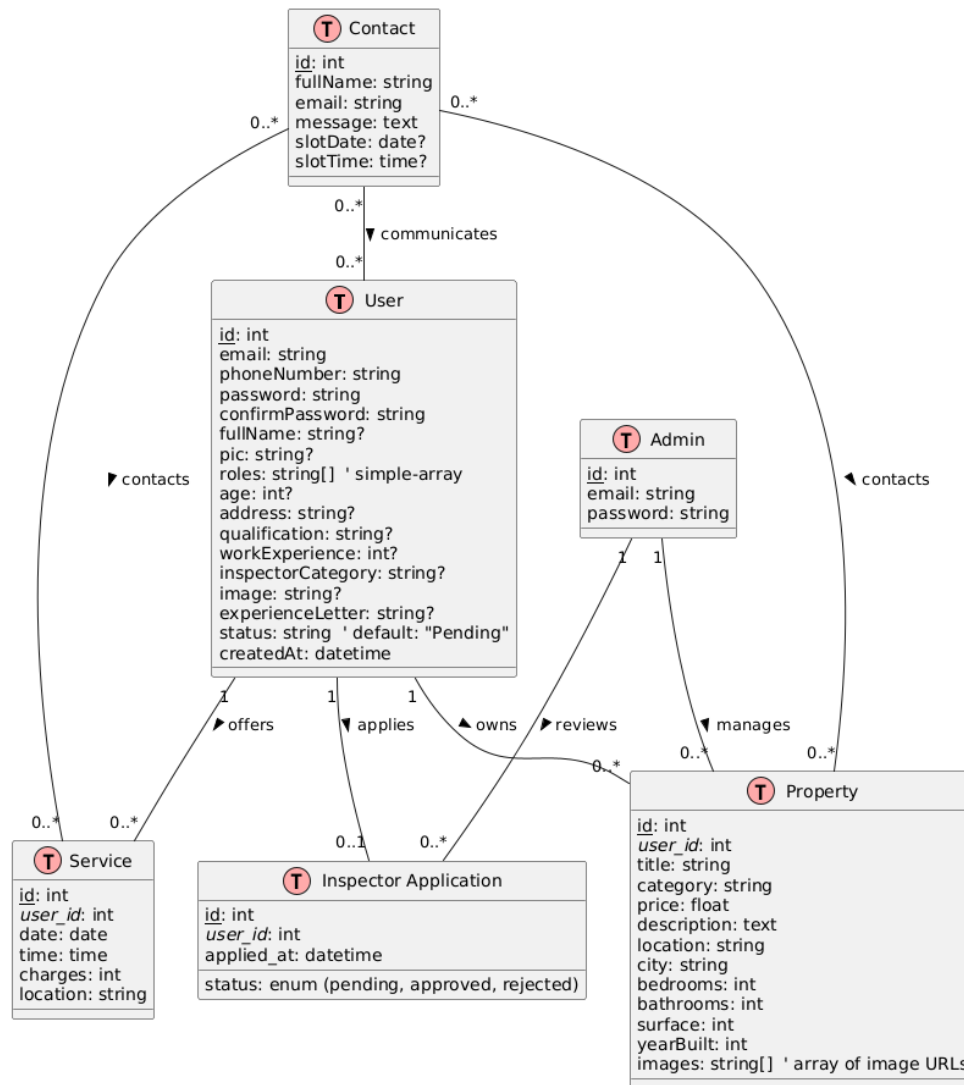 T Contact
id: int
fullName: string
email: string
message: text
slotDate: date?
slotTime: time?
0..*
0..*
0..*
communicates
0..*
T User
id: int
email: string
phoneNumber: string
password: string
confirmPassword: string
fullName: string?
pic: string?
roles: string[] ' simple-array
age: int?
address: string?
qualification: string?
workExperience: int?
inspectorCategory: string?
image: string?
experienceLetter: string?
status: string ' default: "Pending"
createdAt: datetime
T Admin
id: int
email: string
password: string
contacts
contacts
1
1
1
1
1
offers
applies
owns
reviews
manages
0..*
0..*
0..1
0..*
0..*
0..*
0..*
T Service
id: int
user_id: int
date: date
time: time
charges: int
location: string
T Inspector Application
id: int
user_id: int
applied_at: datetime
status: enum (pending, approved, rejected)
T Property
id: int
user_id: int
title: string
category: string
price: float
description: text
location: string
city: string
bedrooms: int
bathrooms: int
surface: int
yearBuilt: int
images: string[] ' array of image URLs